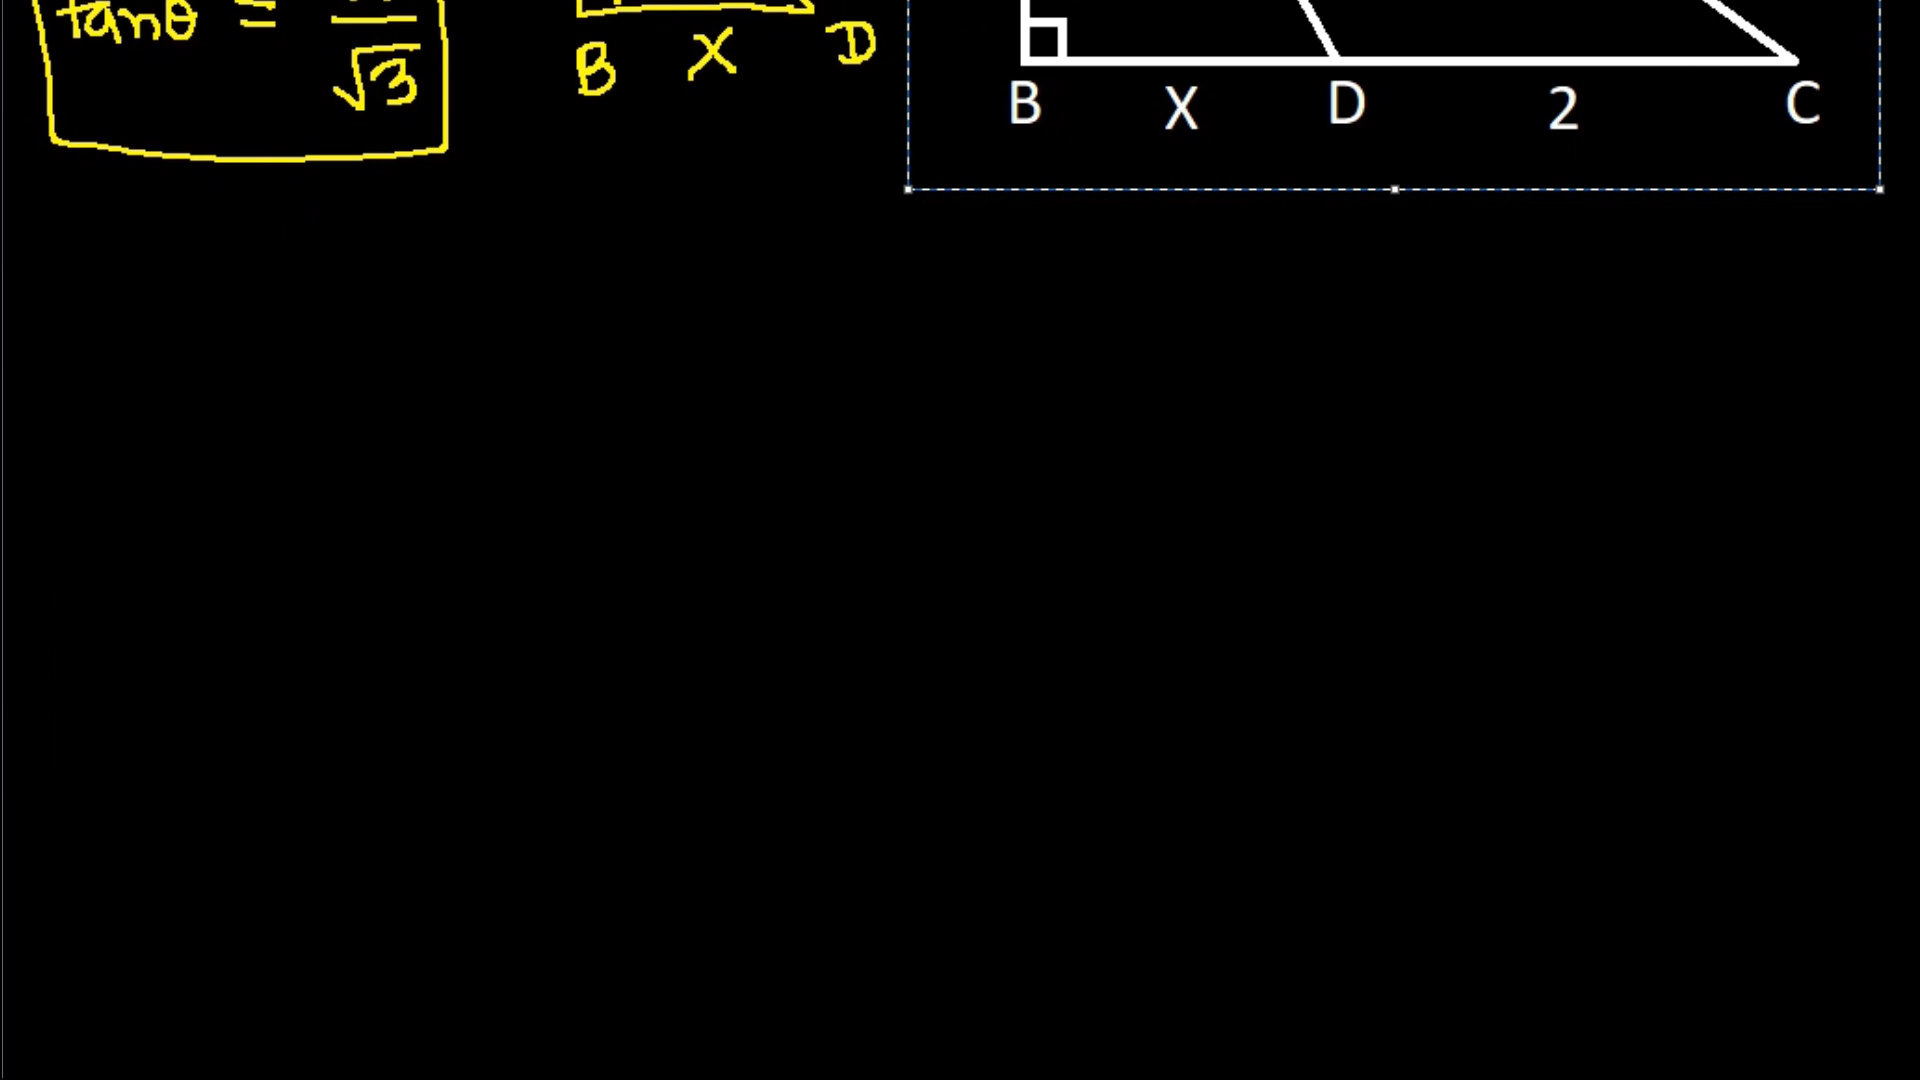 tanθ =
√3
B X D
B X D 2 C